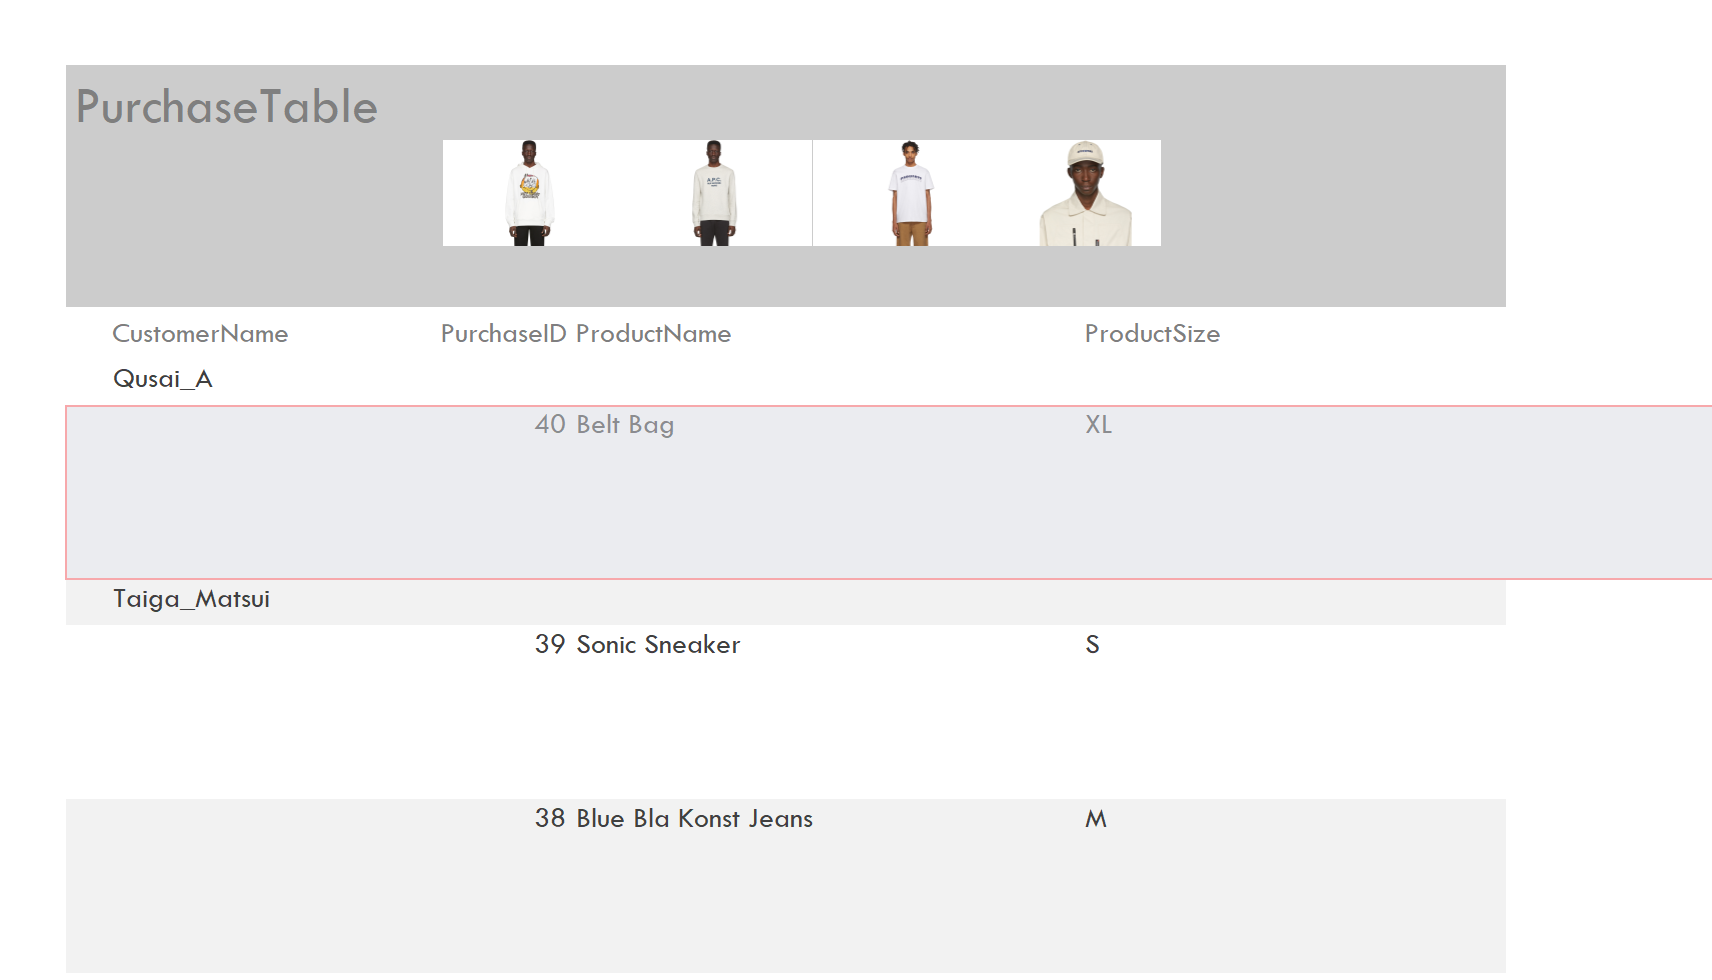 PurchaseTable
A.P.C.
CustomerName PurchaseID ProductName ProductSize
Qusai_A
40 Belt Bag XL
Taiga_Matsui
39 Sonic Sneaker S
38 Blue Bla Konst Jeans M